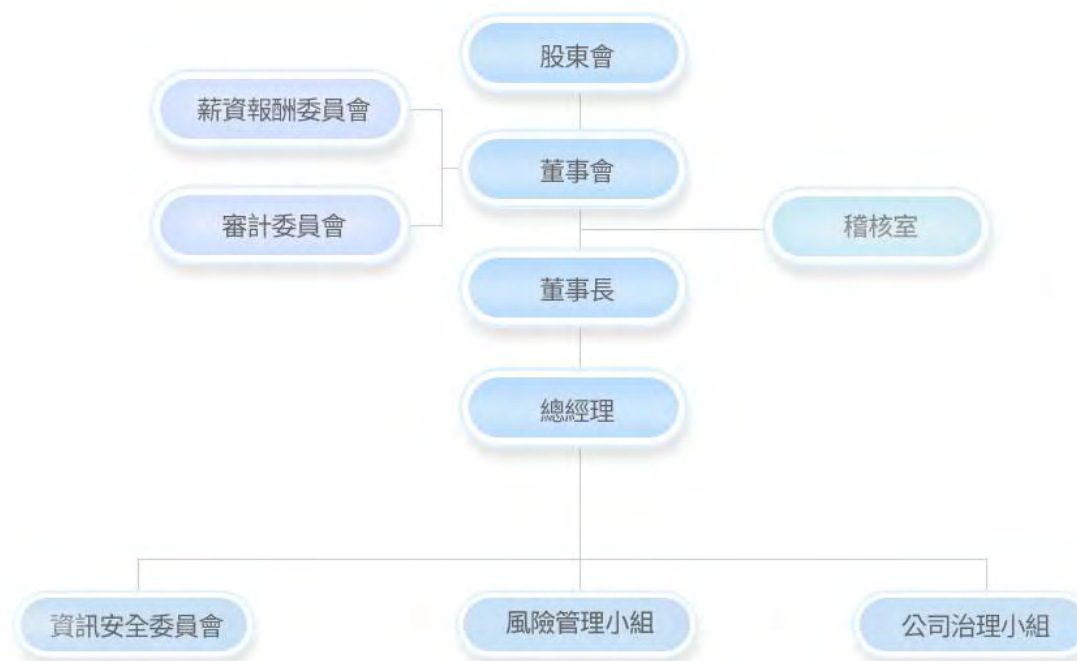 股東會
薪資報酬委員會
董事會
審計委員會
稽核室
董事長
總經理
資訊安全委員會
風險管理小組
公司治理小組